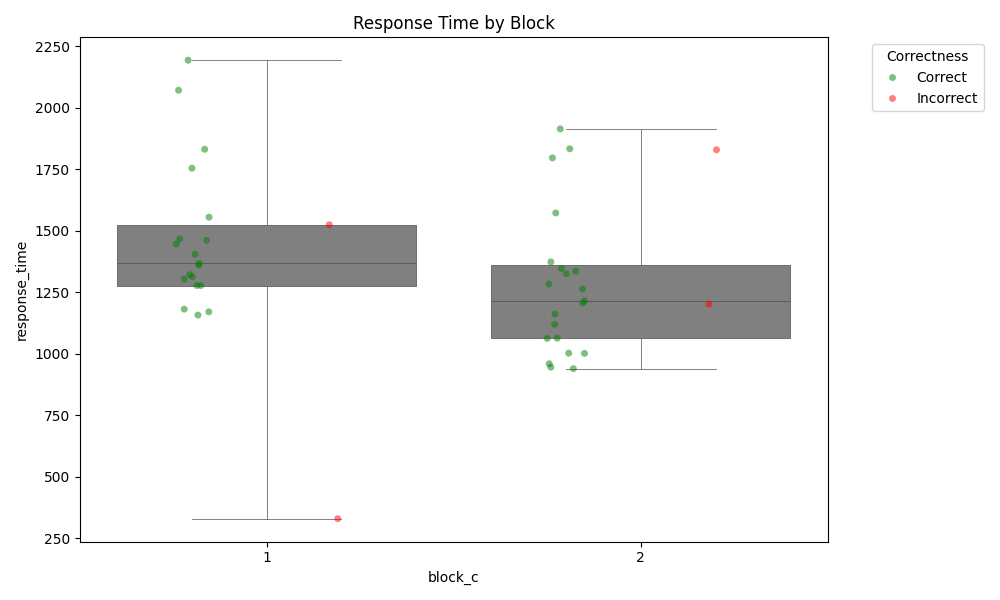 Response Time by Block
Correctness
Correct
Incorrect
response_time
2250
2000
1750
1500
1250
1000
750
500
250
1
2
block_c